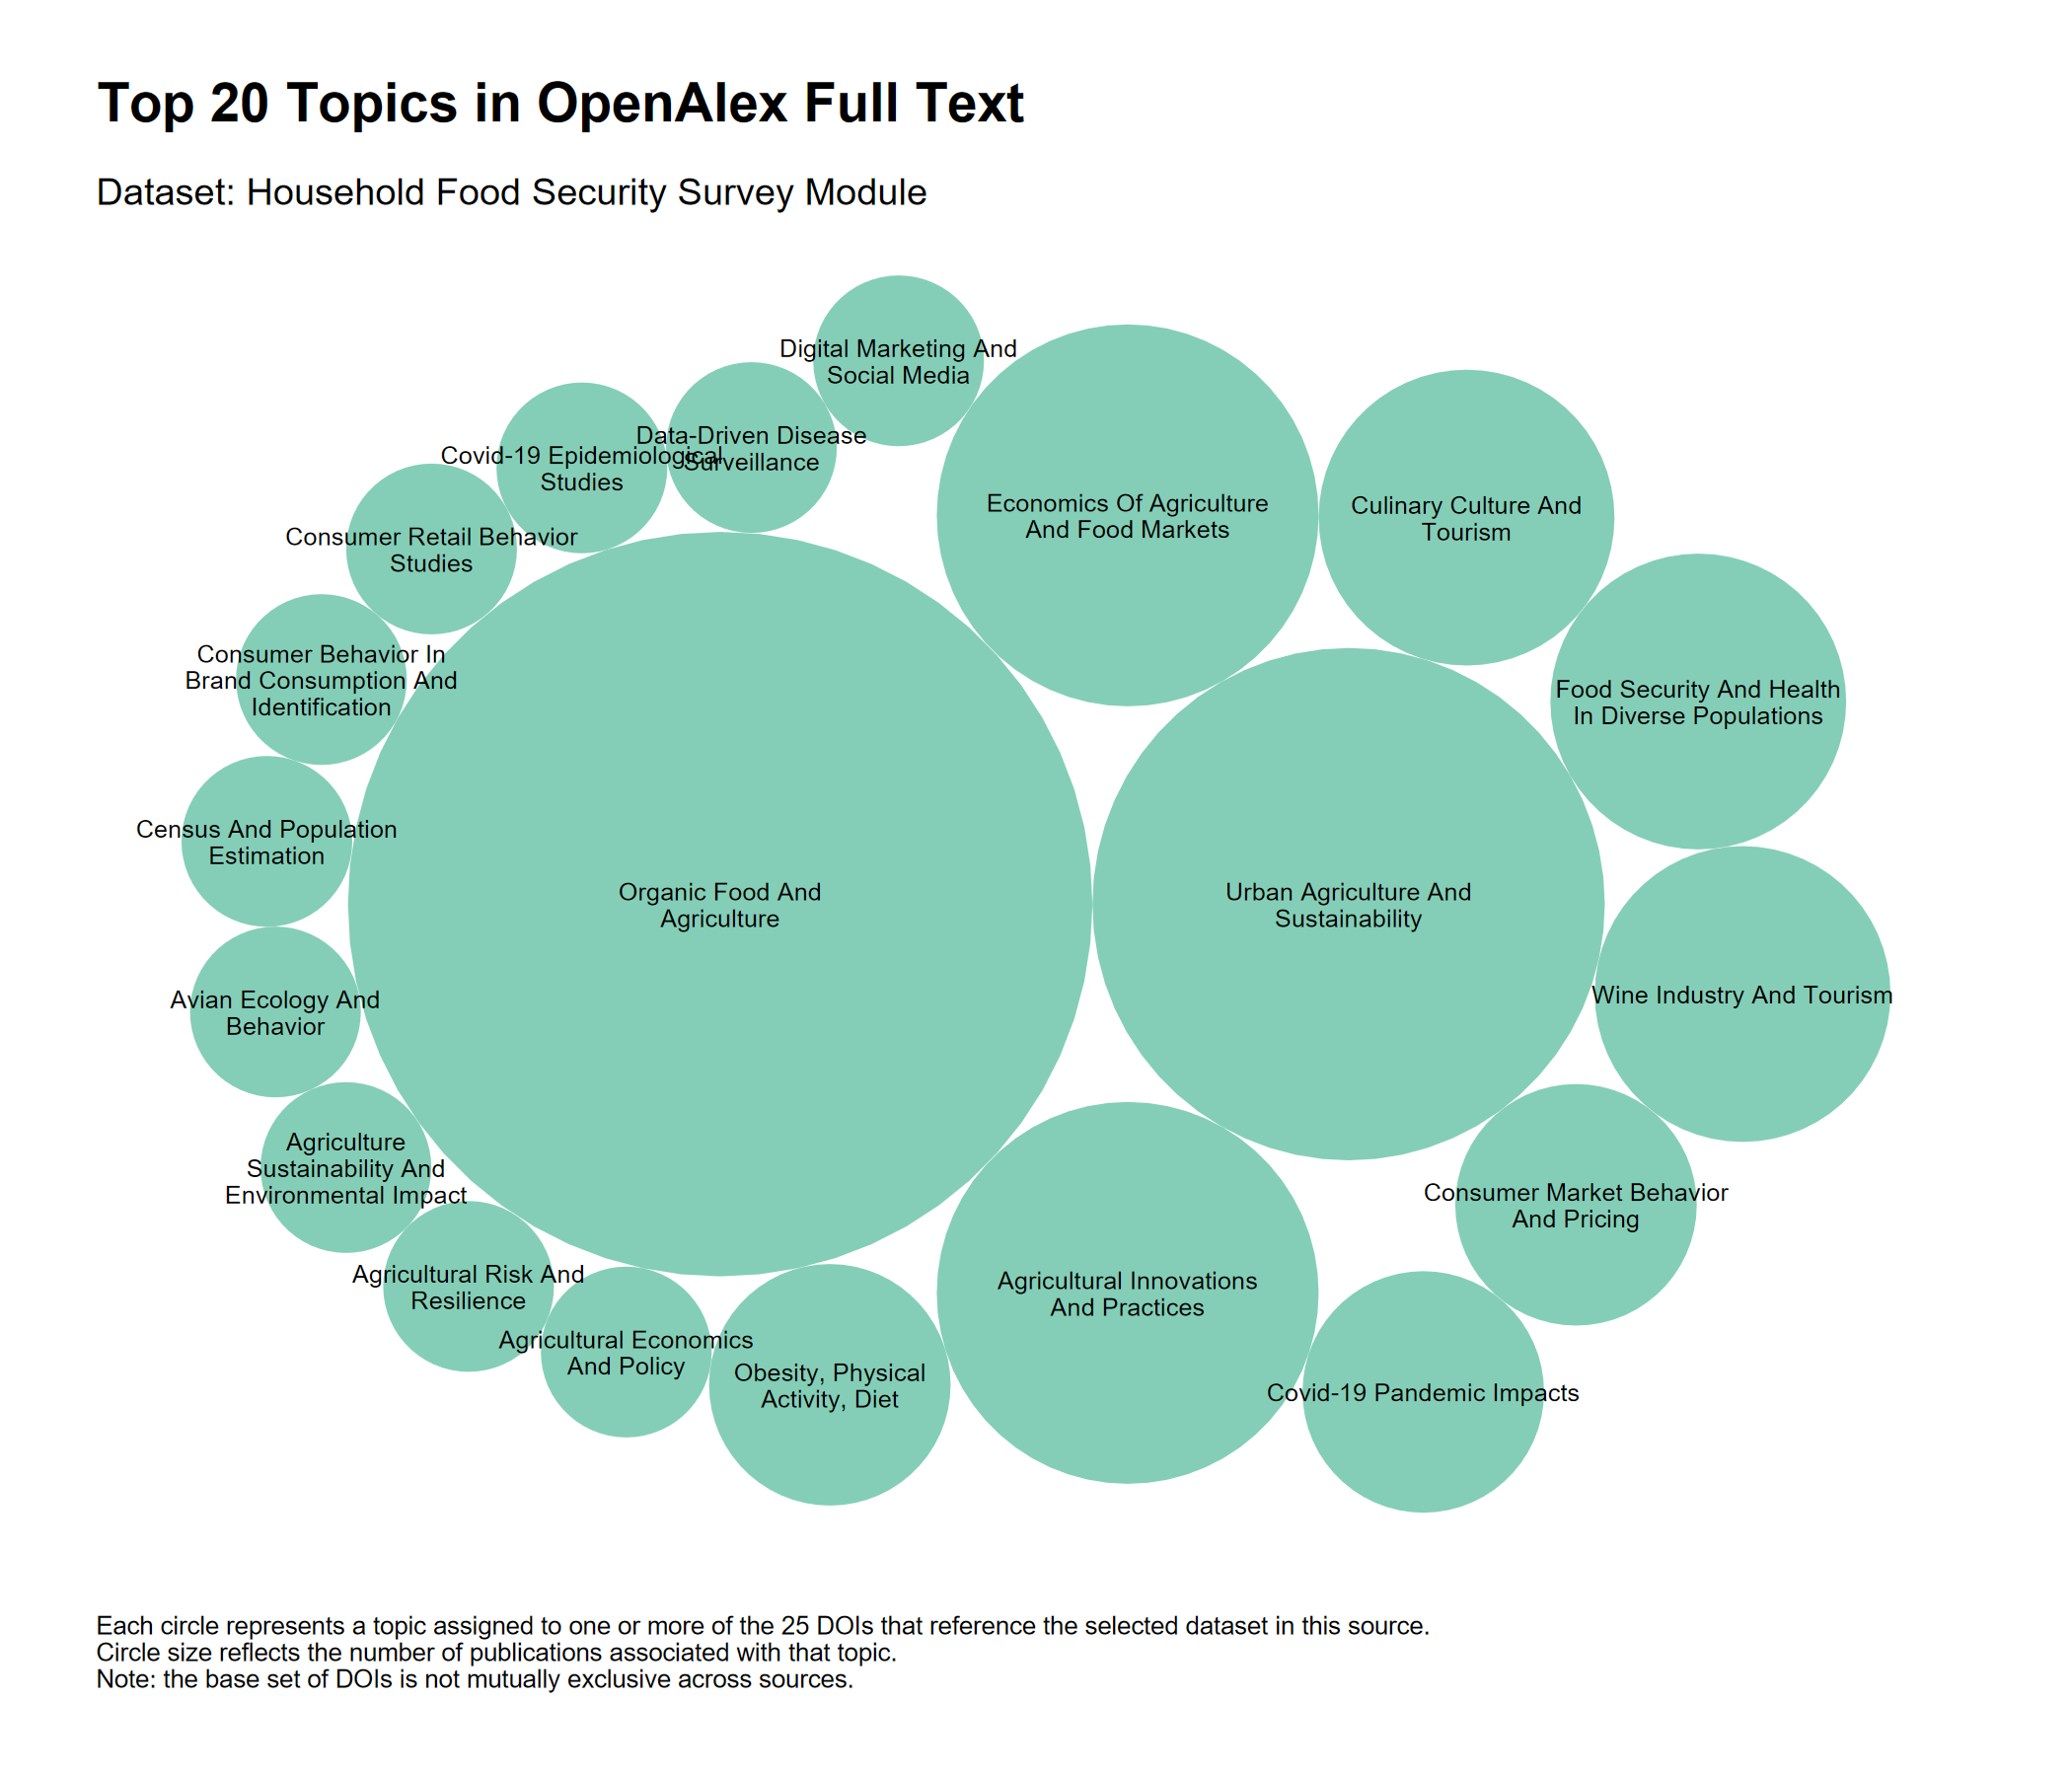 Top 20 Topics in OpenAlex Full Text
Dataset: Household Food Security Survey Module
Digital Marketing And
Social Media
Data-Driven Disease
Surveillance
Covid-19 Epidemiological
Studies
Consumer Retail Behavior
Studies
Consumer Behavior In
Brand Consumption And
Identification
Census And Population
Estimation
Avian Ecology And
Behavior
Agriculture
Sustainability And
Environmental Impact
Agricultural Risk And
Resilience
Agricultural Economics
And Policy
Obesity, Physical
Activity, Diet
Organic Food And
Agriculture
Economics Of Agriculture
And Food Markets
Culinary Culture And
Tourism
Food Security And Health
In Diverse Populations
Urban Agriculture And
Sustainability
Wine Industry And Tourism
Consumer Market Behavior
And Pricing
Agricultural Innovations
And Practices
Covid-19 Pandemic Impacts
Each circle represents a topic assigned to one or more of the 25 DOIs that reference the selected dataset in this source.
Circle size reflects the number of publications associated with that topic.
Note: the base set of DOIs is not mutually exclusive across sources.